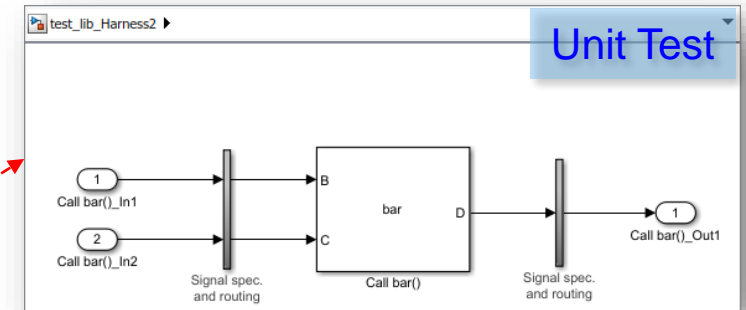 test_lib_Harness2
Unit Test
1
Call bar()_In1
2
Call bar()_In2
Signal spec.
and routing
B
C
bar
D
Call bar()
Signal spec.
and routing
1
Call bar()_Out1